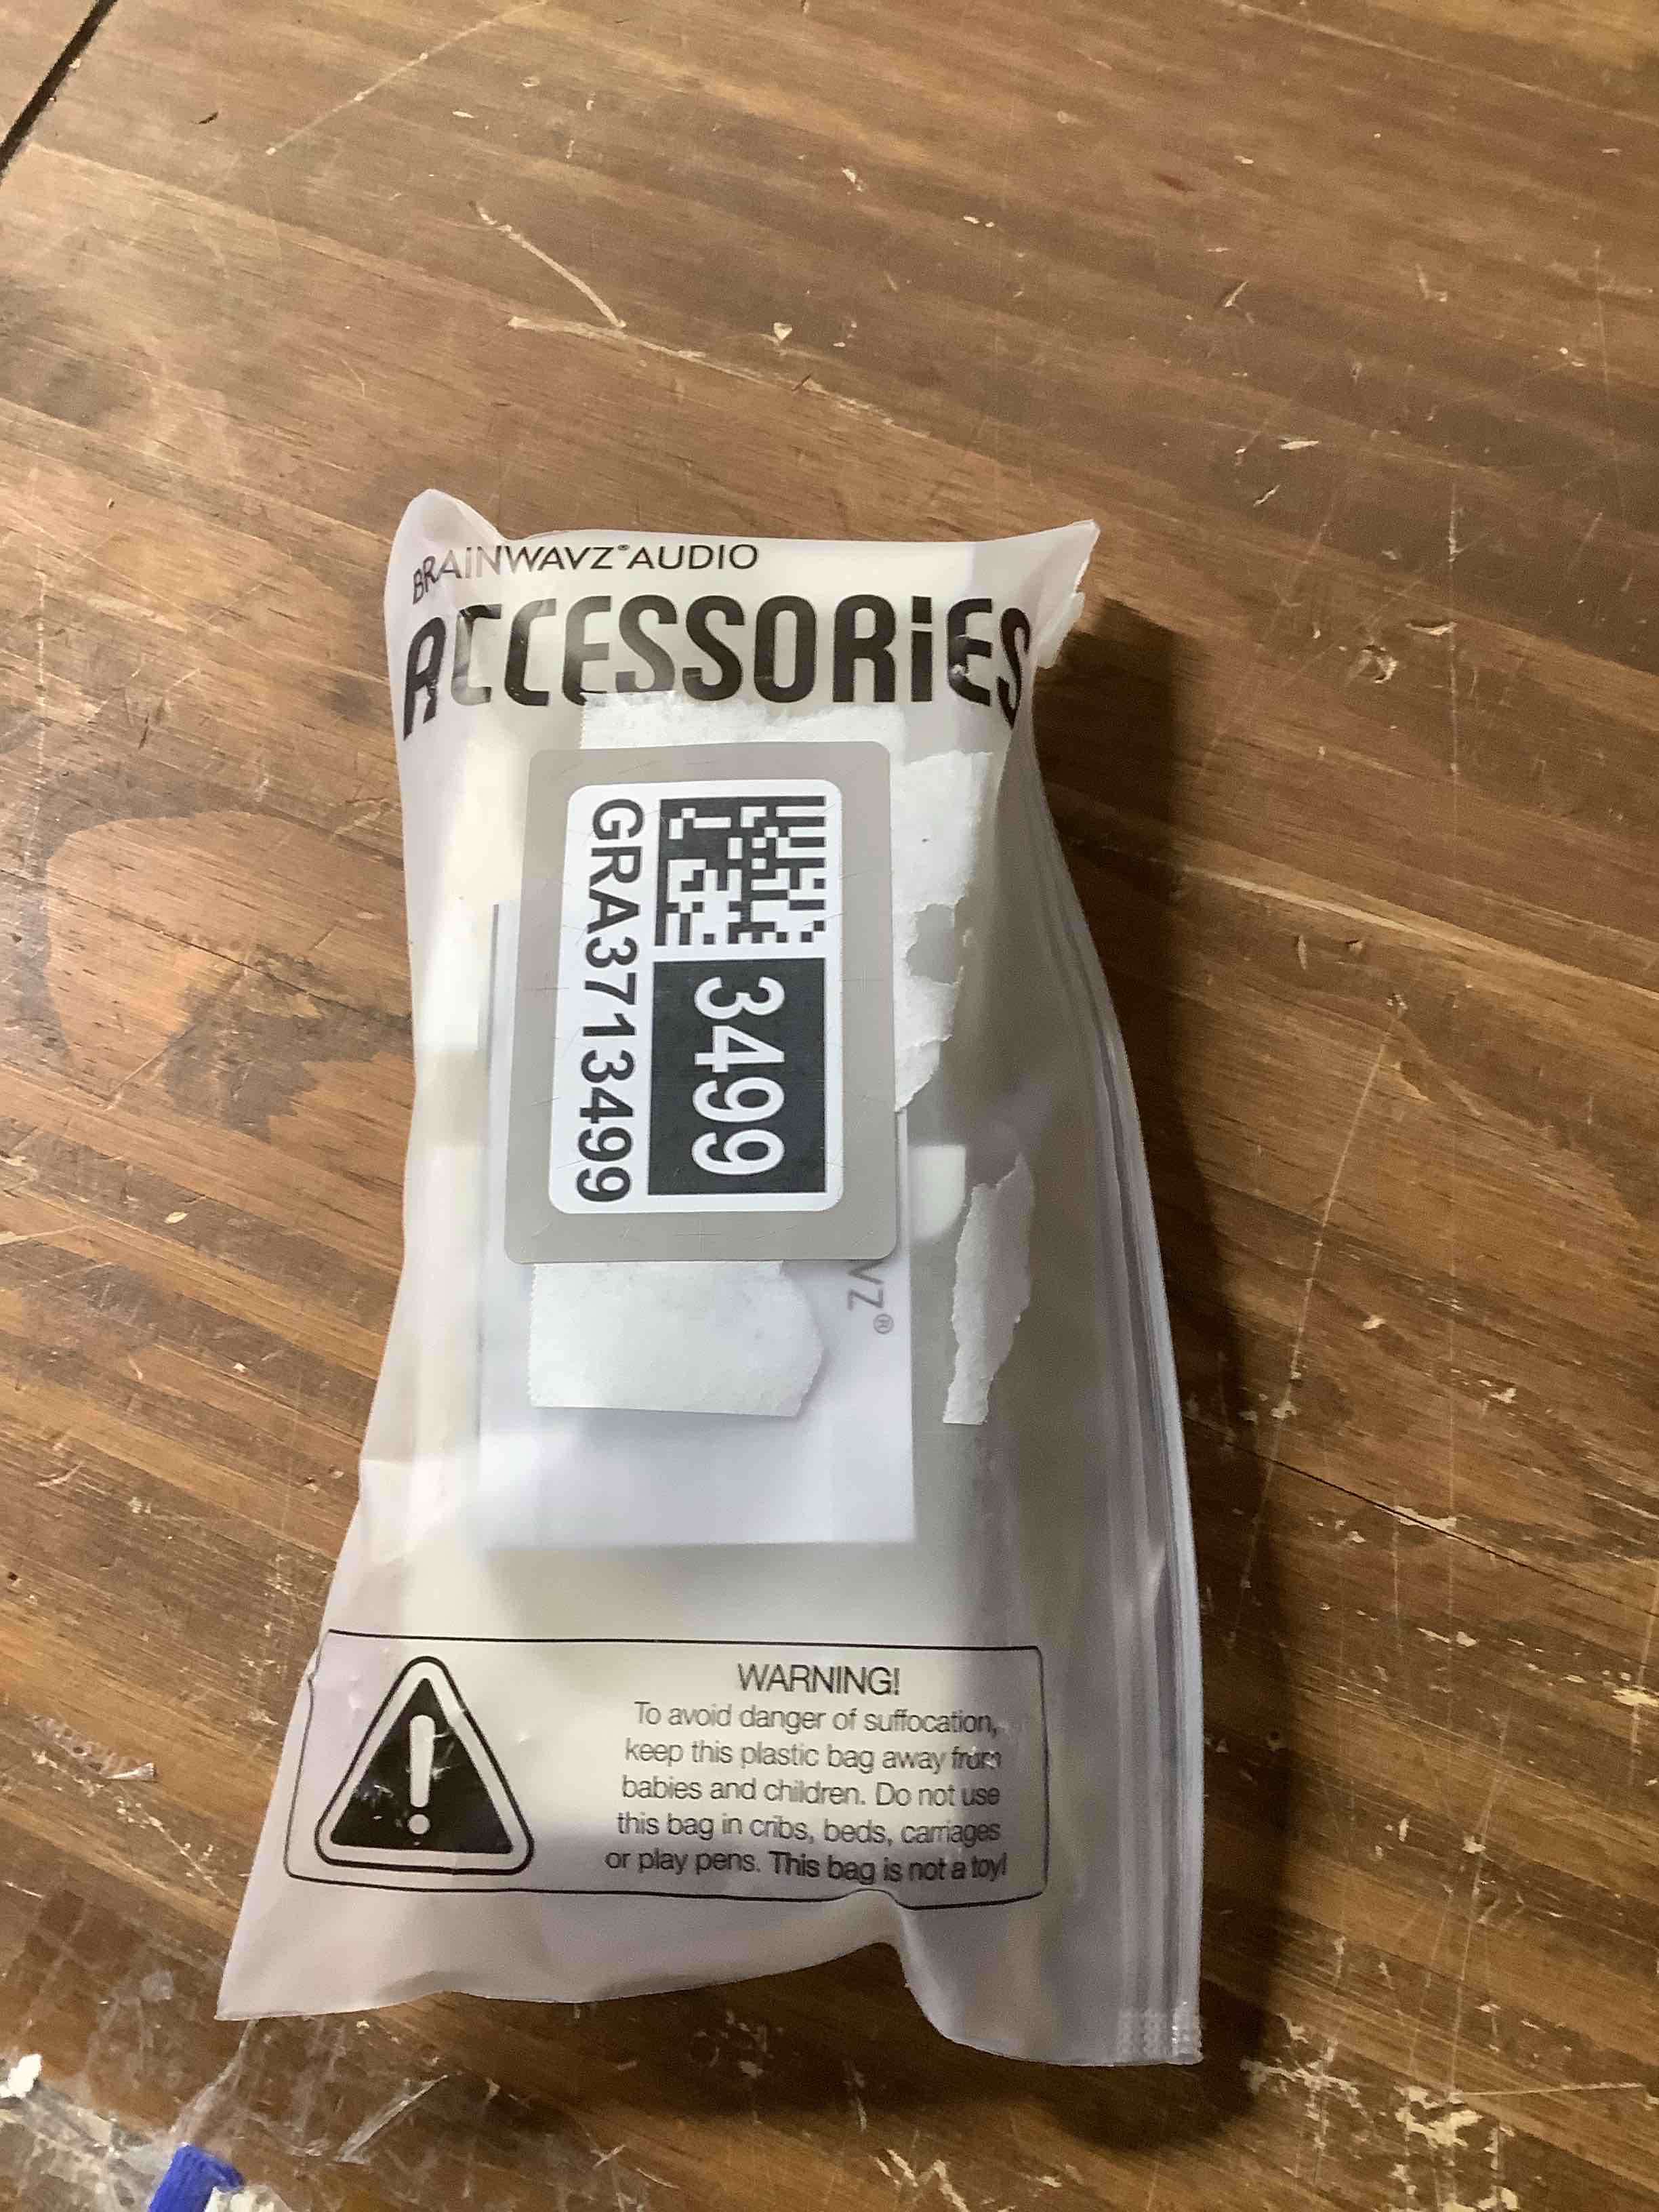 BRAiNWAVZ® AUDIO
ACCESSORiES
3499
GRA3713499
VZ®
WARNING!
To avoid danger of suffocation,
keep this plastic bag away from
babies and children. Do not use
this bag in cribs, beds, carriages
or play pens. This bag is not a toy!